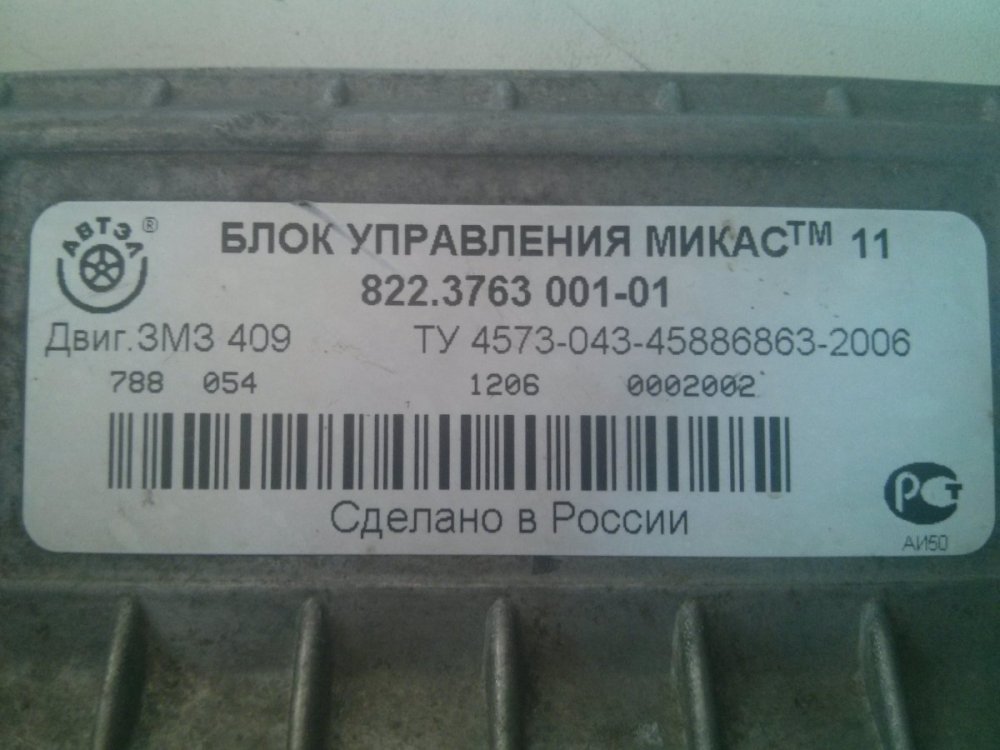 АВТЭЛ ®
БЛОК УПРАВЛЕНИЯ МИКАС™ 11
822.3763 001-01
Двиг.ЗМЗ 409 ТУ 4573-043-45886863-2006
788 054 1206 0002002
Сделано в России
РСТ
АИ50